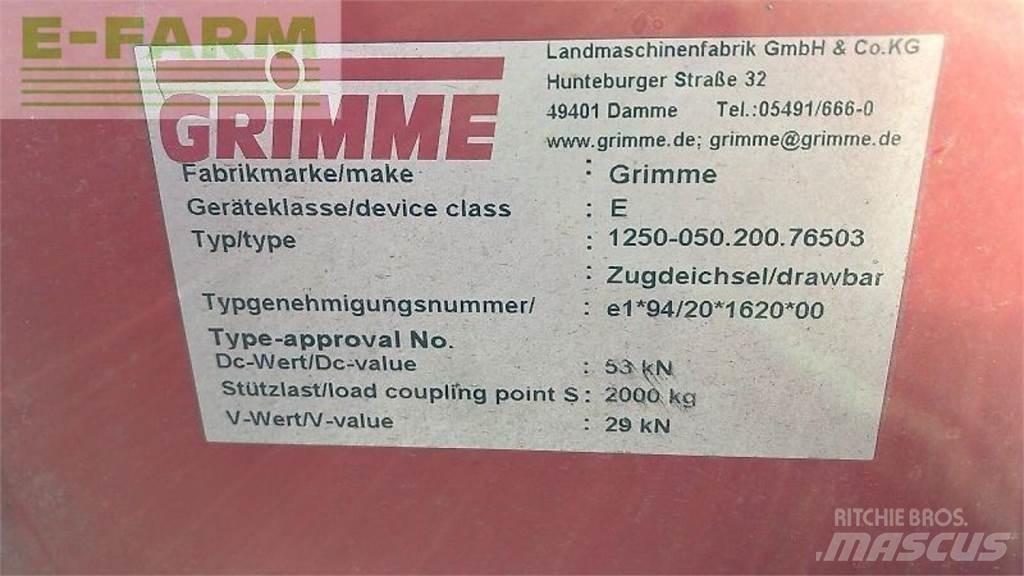 E-FARM
GRIMME
Landmaschinenfabrik GmbH & Co.KG
Hunteburger Straße 32
49401 Damme Tel.:05491/666-0
www.grimme.de; grimme@grimme.de
Fabrikmarke/make : Grimme
Geräteklasse/device class : E
Typ/type : 1250-050.200.76503
: Zugdeichsel/drawbar
Typgenehmigungsnummer/ : e1*94/20*1620*00
Type-approval No.
Dc-Wert/Dc-value : 53 kN
Stützlast/load coupling point S : 2000 kg
V-Wert/V-value : 29 kN
RITCHIE BROS.
MASCUS